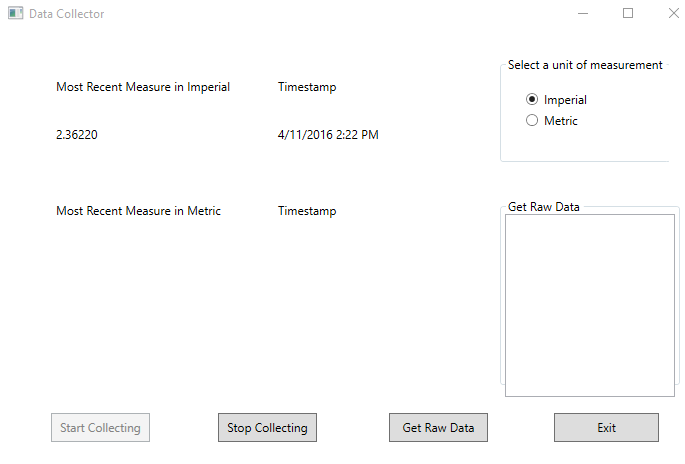 Data Collector
Select a unit of measurement
Most Recent Measure in Imperial Timestamp
Imperial
Metric
2.36220 4/11/2016 2:22 PM
Most Recent Measure in Metric Timestamp
Get Raw Data
Start Collecting Stop Collecting Get Raw Data Exit